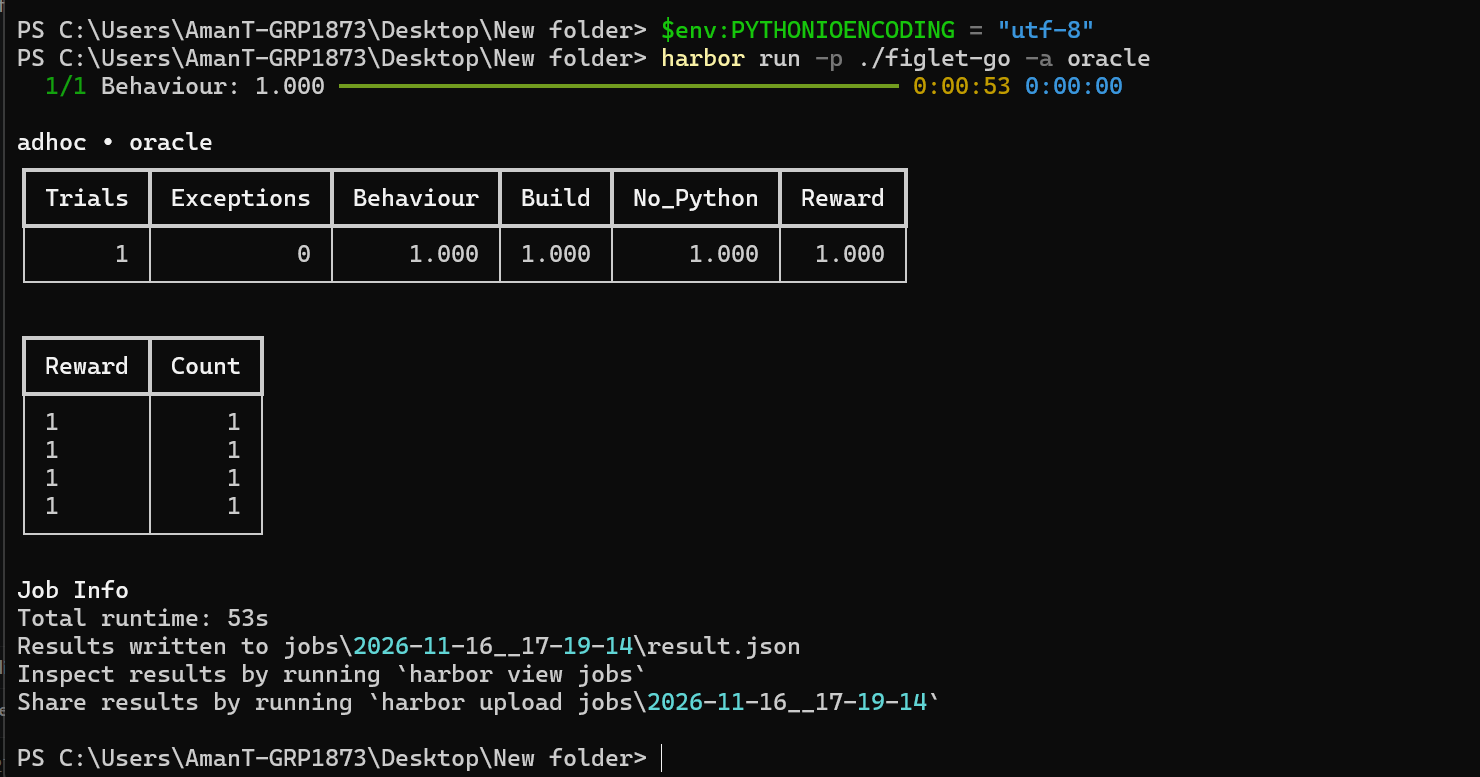 PS C:\Users\AmanT-GRP1873\Desktop\New folder> $env:PYTHONIOENCODING = "utf-8"
PS C:\Users\AmanT-GRP1873\Desktop\New folder> harbor run -p ./figlet-go -a oracle
1/1 Behaviour: 1.000 0:00:53 0:00:00
adhoc • oracle
Trials Exceptions Behaviour Build No_Python Reward
1 0 1.000 1.000 1.000 1.000
Reward Count
1 1
1 1
1 1
1 1
Job Info
Total runtime: 53s
Results written to jobs\2026-11-16__17-19-14\result.json
Inspect results by running `harbor view jobs`
Share results by running `harbor upload jobs\2026-11-16__17-19-14`
PS C:\Users\AmanT-GRP1873\Desktop\New folder>